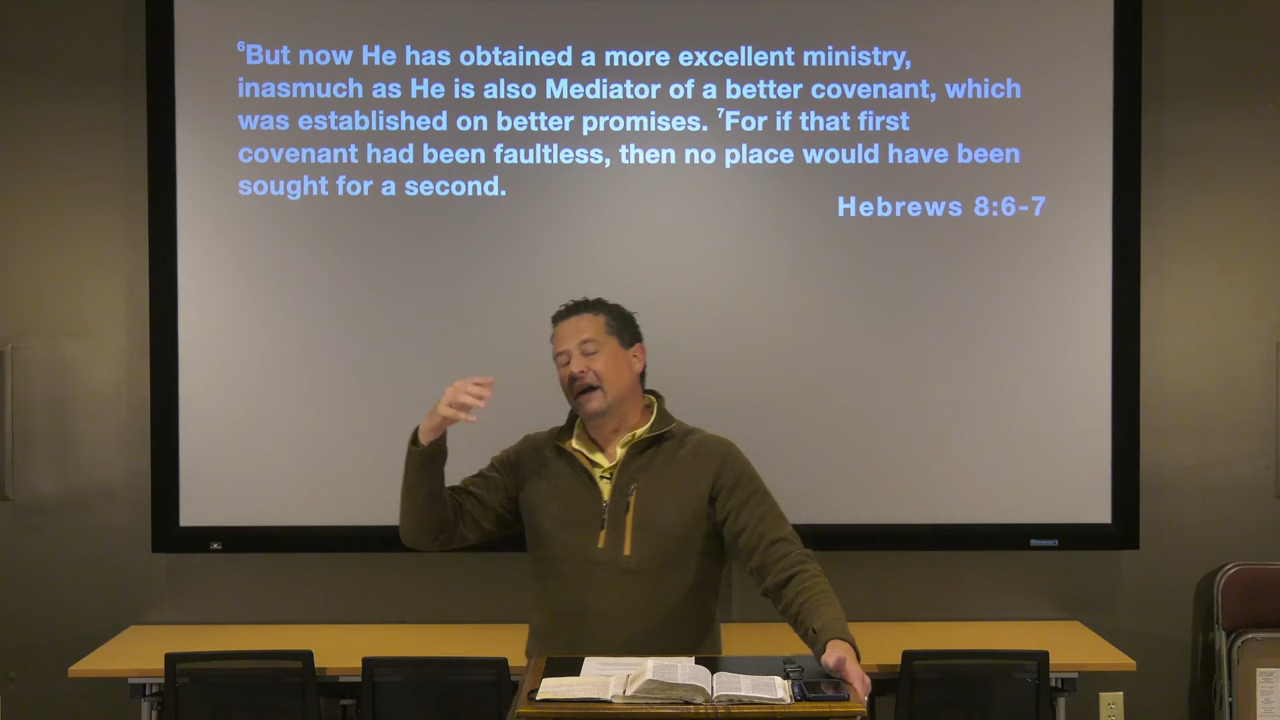 ⁶But now He has obtained a more excellent ministry,
inasmuch as He is also Mediator of a better covenant, which
was established on better promises. ⁷For if that first
covenant had been faultless, then no place would have been
sought for a second.
Hebrews 8:6-7
Stewart